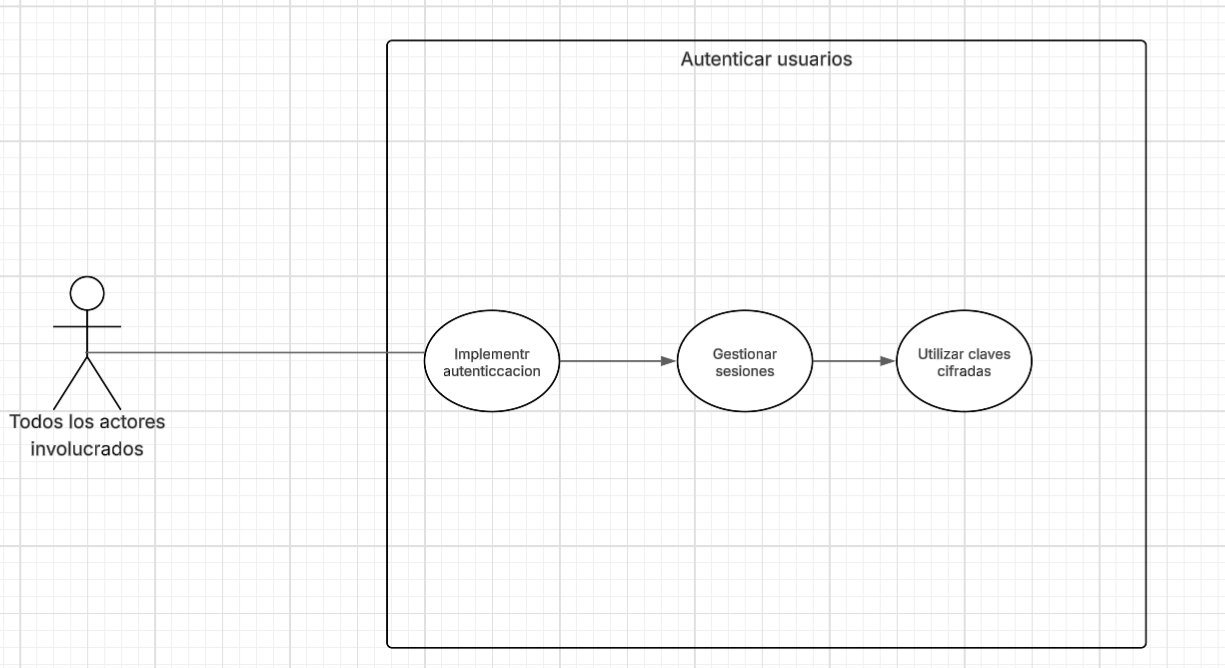 Autenticar usuarios
Implementr
autenticcacion
Gestionar
sesiones
Utilizar claves
cifradas
Todos los actores
involucrados